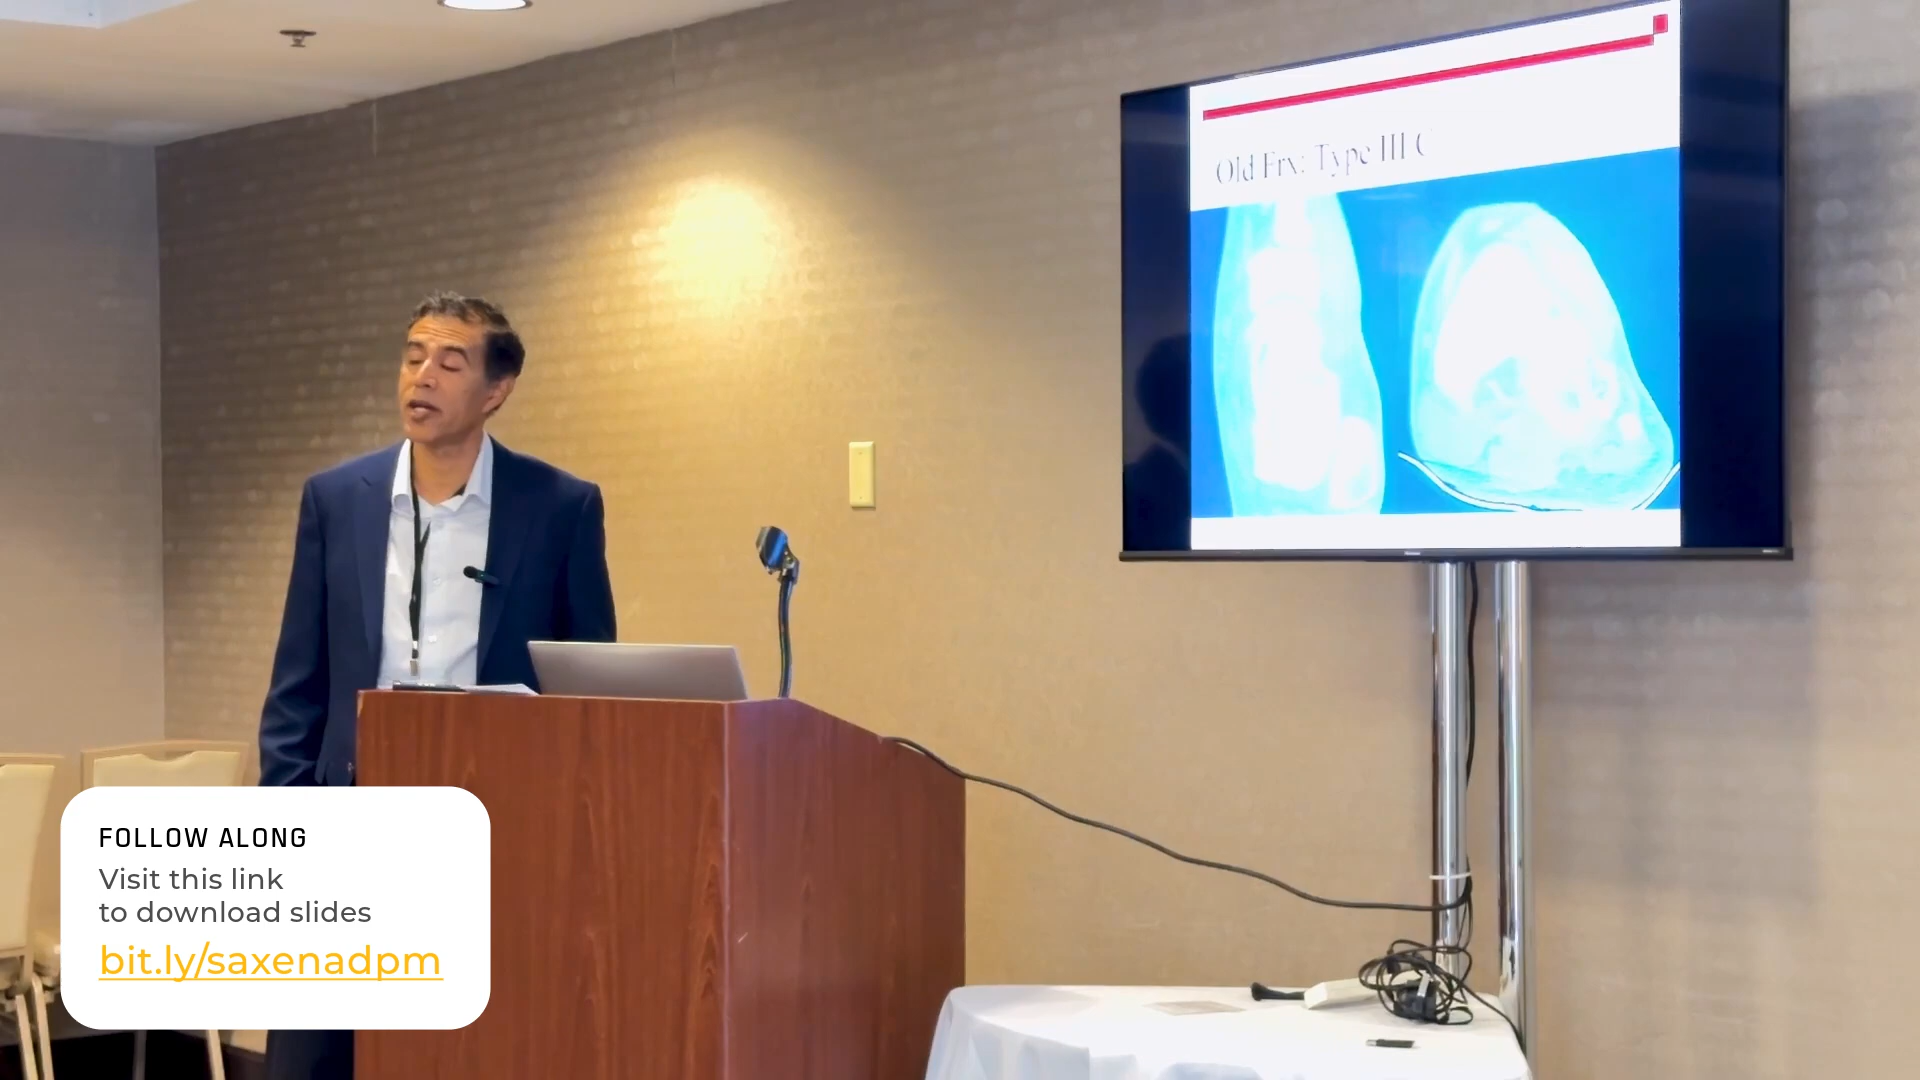 Old Frx: Type III C
FOLLOW ALONG
Visit this link
to download slides
bit.ly/saxenadpm